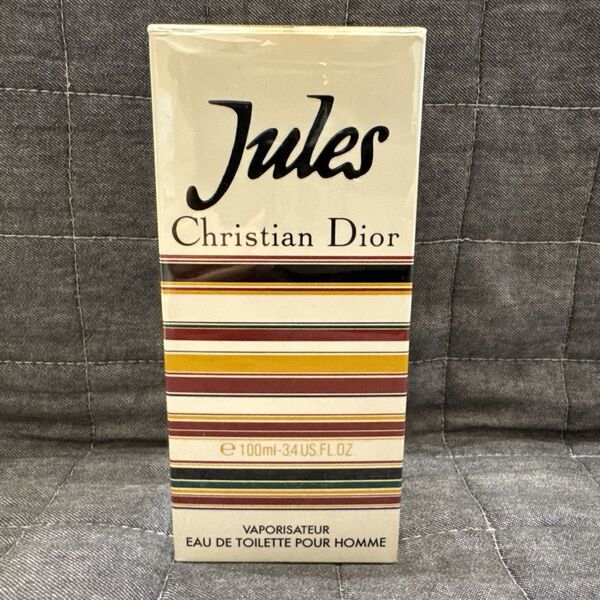 Jules
Christian Dior
℮ 100ml-3.4 US.FL.OZ
VAPORISATEUR
EAU DE TOILETTE POUR HOMME